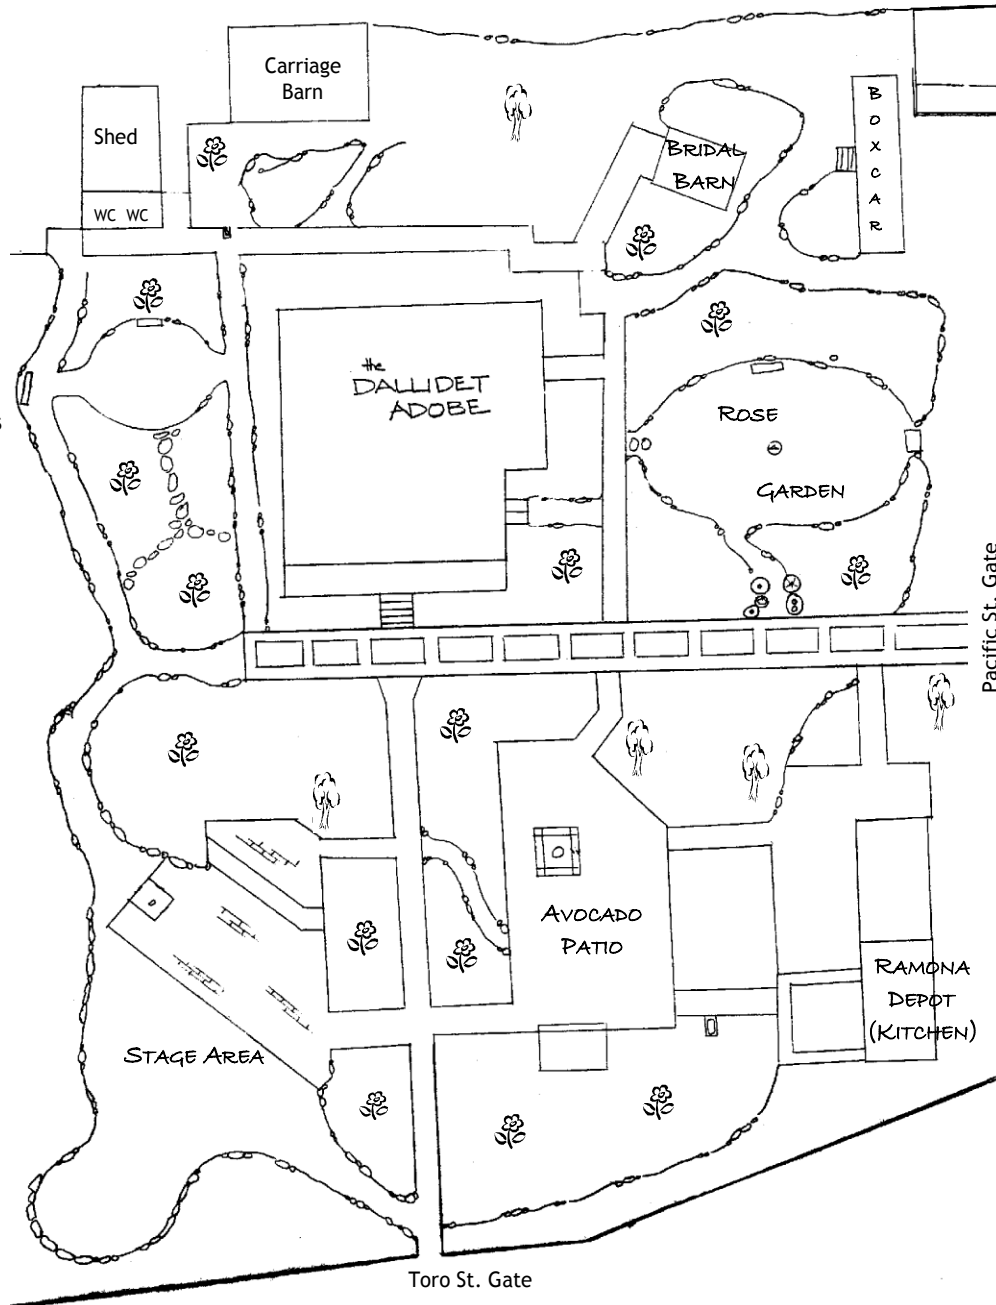 Carriage
Barn
Shed
WC WC
BRIDAL
BARN
BOXCAR
the
DALLIDET
ADOBE
ROSE
GARDEN
Pacific St. Gate
AVOCADO
PATIO
RAMONA
DEPOT
(KITCHEN)
STAGE AREA
Toro St. Gate